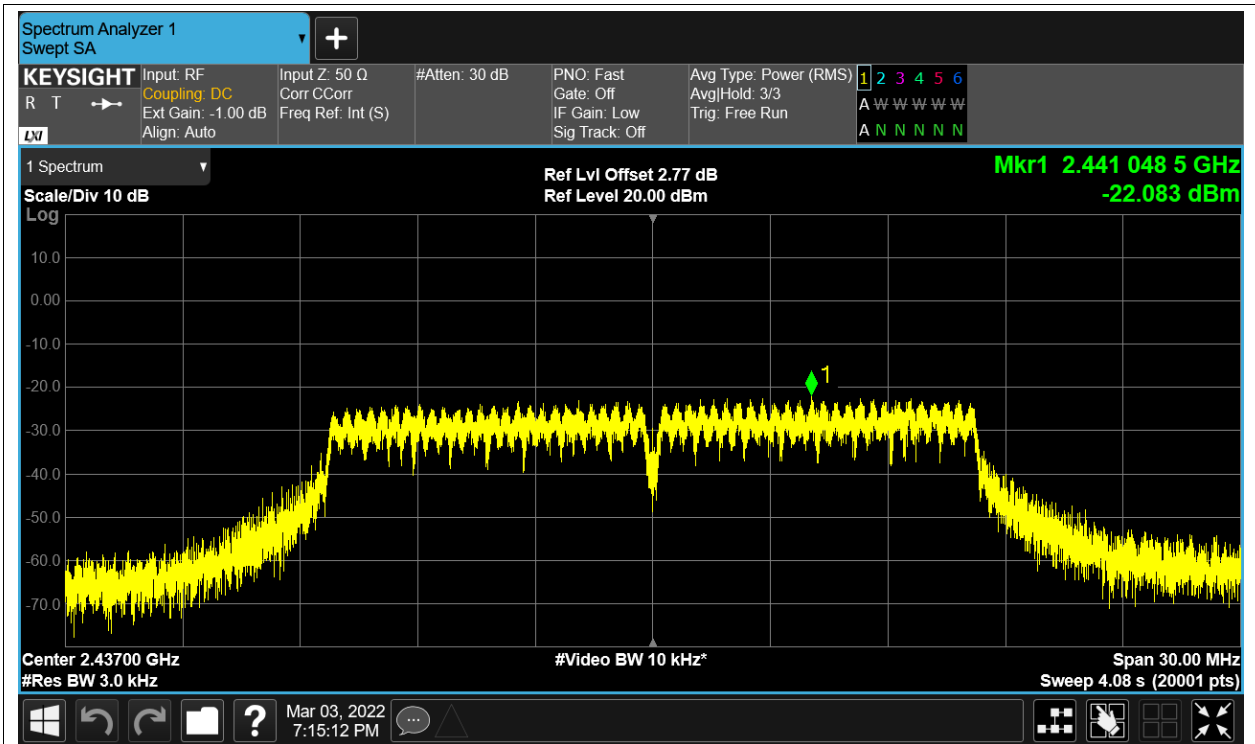 Spectrum Analyzer 1
Swept SA
KEYSIGHT
R T
LXI
Input: RF
Coupling: DC
Ext Gain: -1.00 dB
Align: Auto
Input Z: 50 Ω
Corr CCorr
Freq Ref: Int (S)
#Atten: 30 dB
PNO: Fast
Gate: Off
IF Gain: Low
Sig Track: Off
Avg Type: Power (RMS)
Avg|Hold: 3/3
Trig: Free Run
1 2 3 4 5 6
A W W W W W
A N N N N N
1 Spectrum
Scale/Div 10 dB
Log
Ref Lvl Offset 2.77 dB
Ref Level 20.00 dBm
Mkr1 2.441 048 5 GHz
-22.083 dBm
10.0
0.00
-10.0
-20.0
-30.0
-40.0
-50.0
-60.0
-70.0
1
Center 2.43700 GHz
#Res BW 3.0 kHz
#Video BW 10 kHz*
Span 30.00 MHz
Sweep 4.08 s (20001 pts)
?
Mar 03, 2022
7:15:12 PM